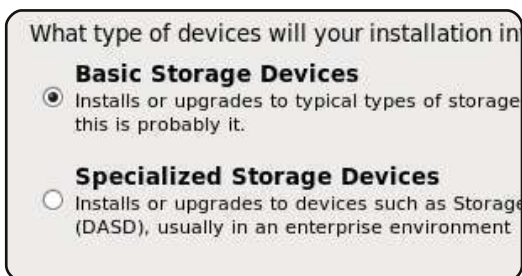 What type of devices will your installation
Basic Storage Devices
Installs or upgrades to typical types of storage
this is probably it.
Specialized Storage Devices
Installs or upgrades to devices such as Storage
(DASD), usually in an enterprise environment